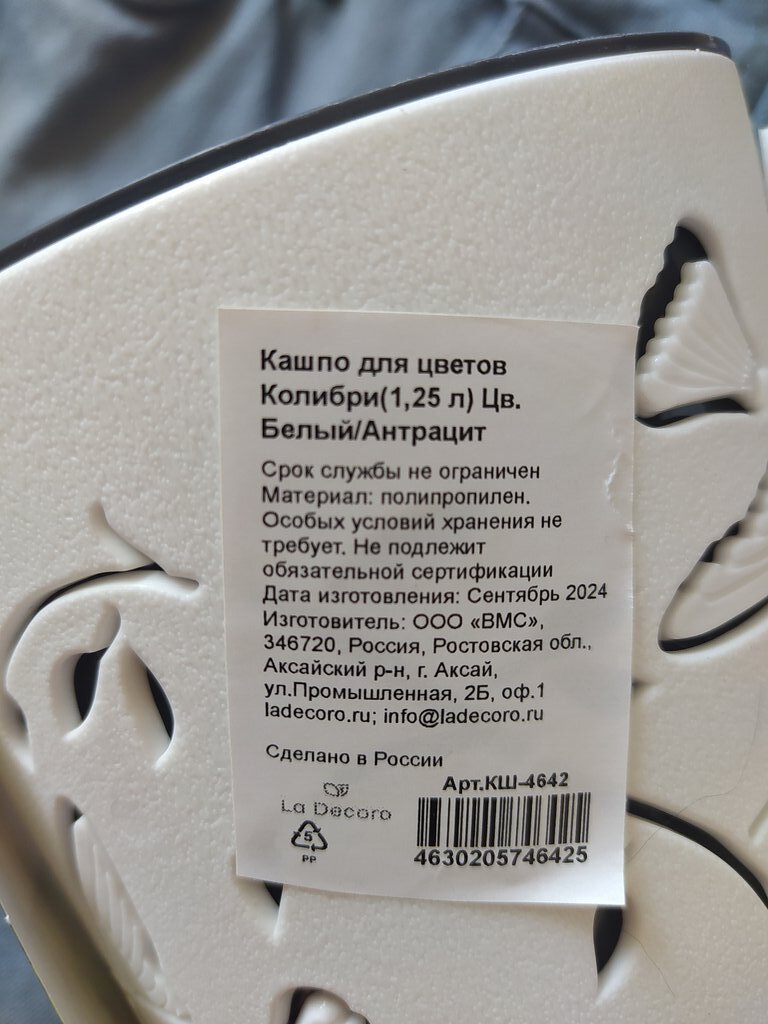 Кашпо для цветов
Колибри(1,25 л) Цв.
Белый/Антрацит
Срок службы не ограничен
Материал: полипропилен.
Особых условий хранения не
требует. Не подлежит
обязательной сертификации
Дата изготовления: Сентябрь 2024
Изготовитель: ООО «ВМС»,
346720, Россия, Ростовская обл.,
Аксайский р-н, г. Аксай,
ул.Промышленная, 2Б, оф.1
ladecoro.ru; info@ladecoro.ru
Сделано в России
Арт.КШ-4642
La Decoro
5
PP
4630205746425